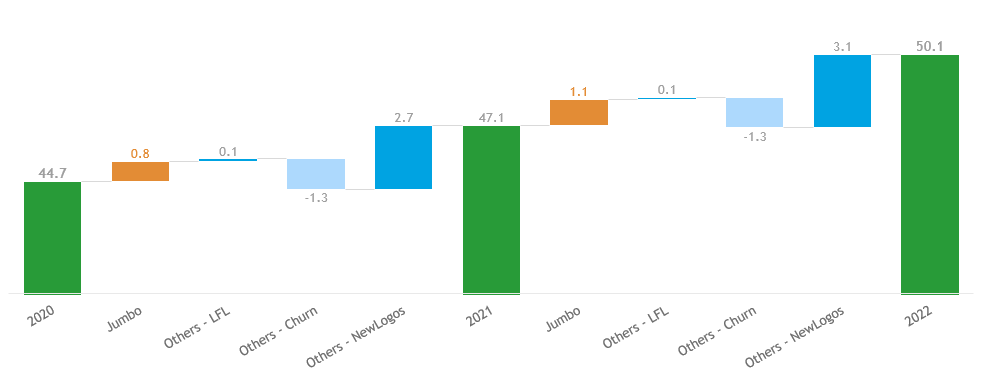 50.1
3.1
1.1
0.1
-1.3
2.7
47.1
0.8
0.1
44.7
-1.3
2020
Jumbo
Others - LFL
Others - Churn
Others - NewLogos
2021
Jumbo
Others - LFL
Others - Churn
Others - NewLogos
2022